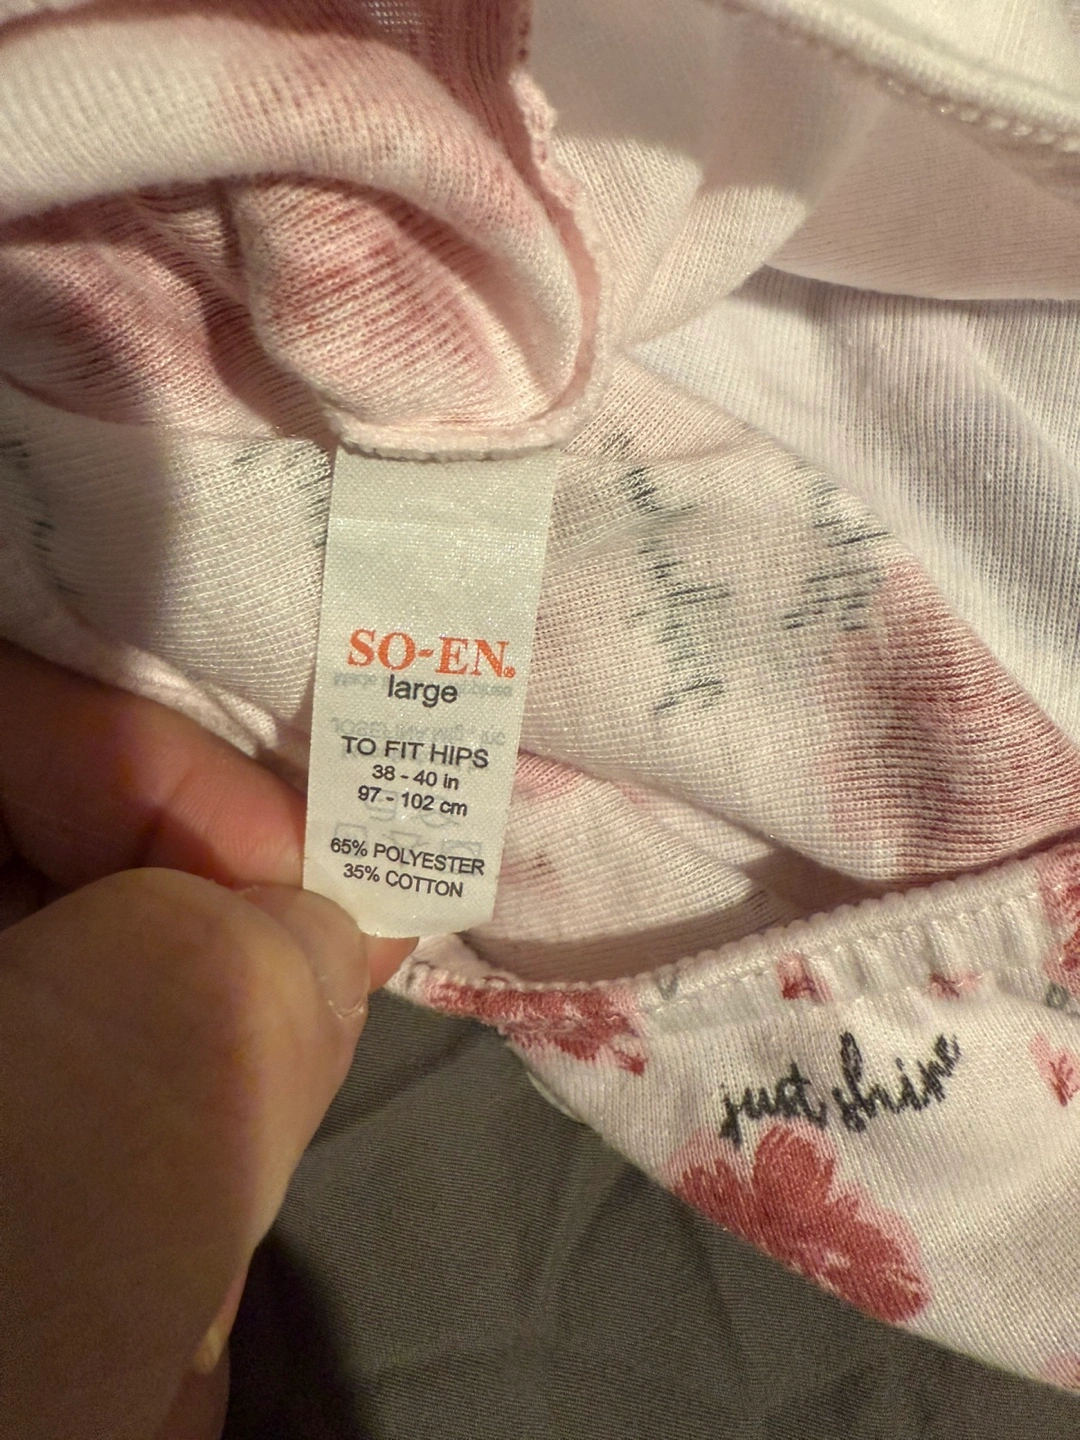 SO-EN®
large
TO FIT HIPS
38 - 40 in
97 - 102 cm
65% POLYESTER
35% COTTON
just shine